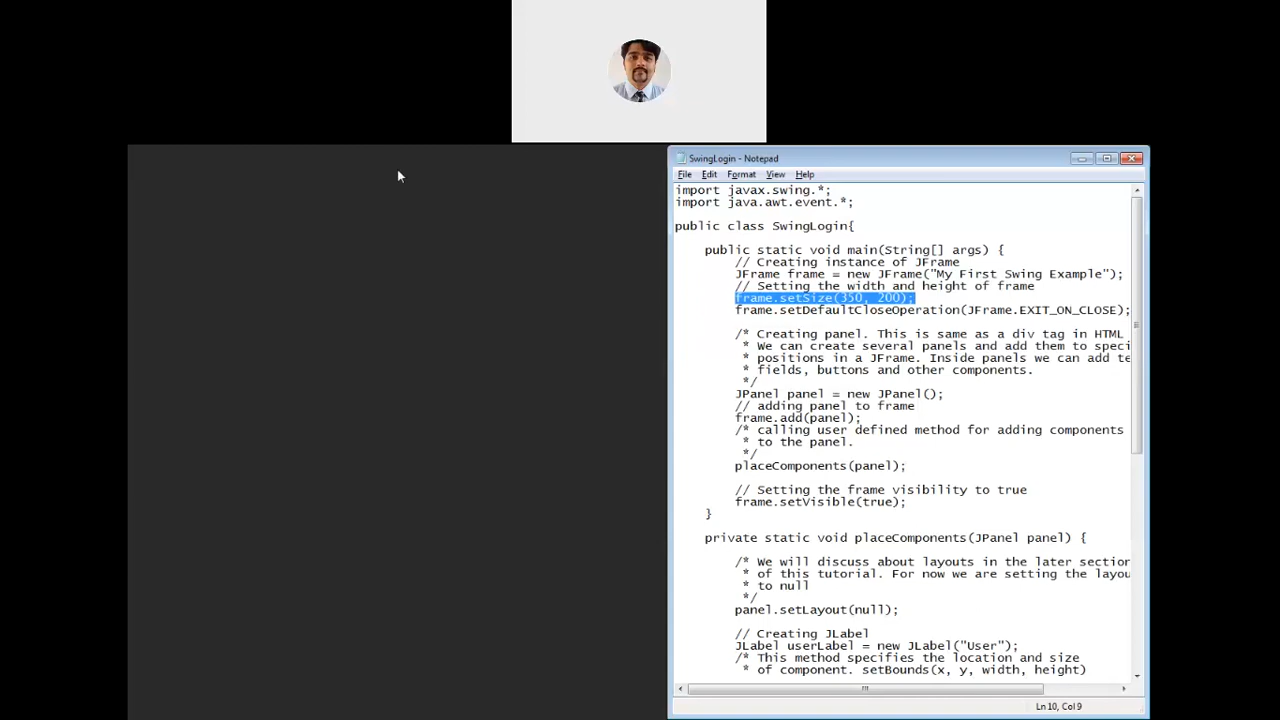 SwingLogin - Notepad
File Edit Format View Help
import javax.swing.*;
import java.awt.event.*;
public class SwingLogin{
public static void main(String[] args) {
// Creating instance of JFrame
JFrame frame = new JFrame("My First Swing Example");
// Setting the width and height of frame
frame.setSize(350, 200);
frame.setDefaultCloseOperation(JFrame.EXIT_ON_CLOSE);
/* Creating panel. This is same as a div tag in HTML
* We can create several panels and add them to speci
* positions in a JFrame. Inside panels we can add te
* fields, buttons and other components.
*/
JPanel panel = new JPanel();
// adding panel to frame
frame.add(panel);
/* calling user defined method for adding components
* to the panel.
*/
placeComponents(panel);
// Setting the frame visibility to true
frame.setVisible(true);
}
private static void placeComponents(JPanel panel) {
/* We will discuss about layouts in the later section
* of this tutorial. For now we are setting the layou
* to null
*/
panel.setLayout(null);
// Creating JLabel
JLabel userLabel = new JLabel("User");
/* This method specifies the location and size
* of component. setBounds(x, y, width, height)
Ln 10, Col 9